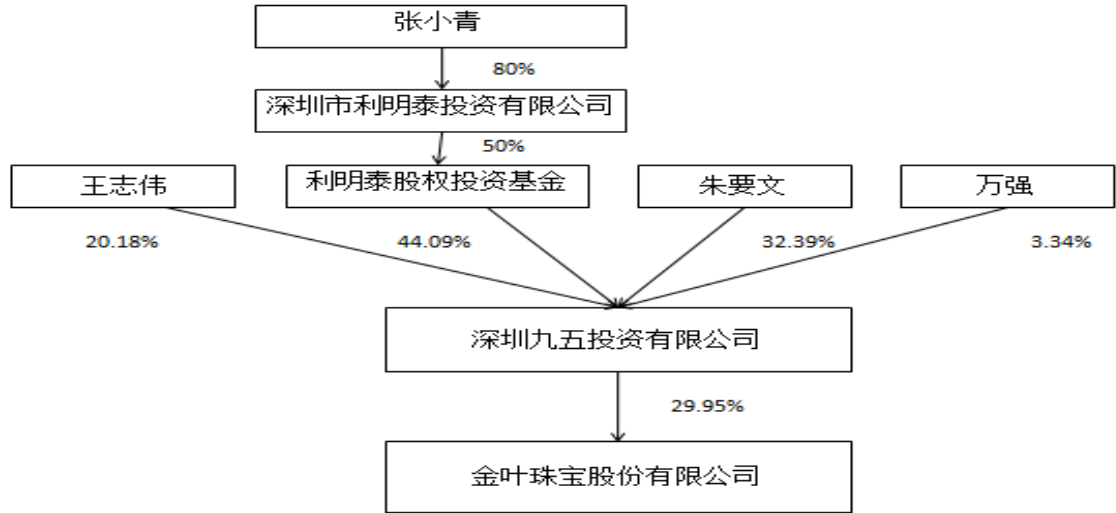 张小青
80%
深圳市利明泰投资有限公司
50%
王志伟
利明泰股权投资基金
朱要文
万强
20.18%
44.09%
32.39%
3.34%
深圳九五投资有限公司
29.95%
金叶珠宝股份有限公司